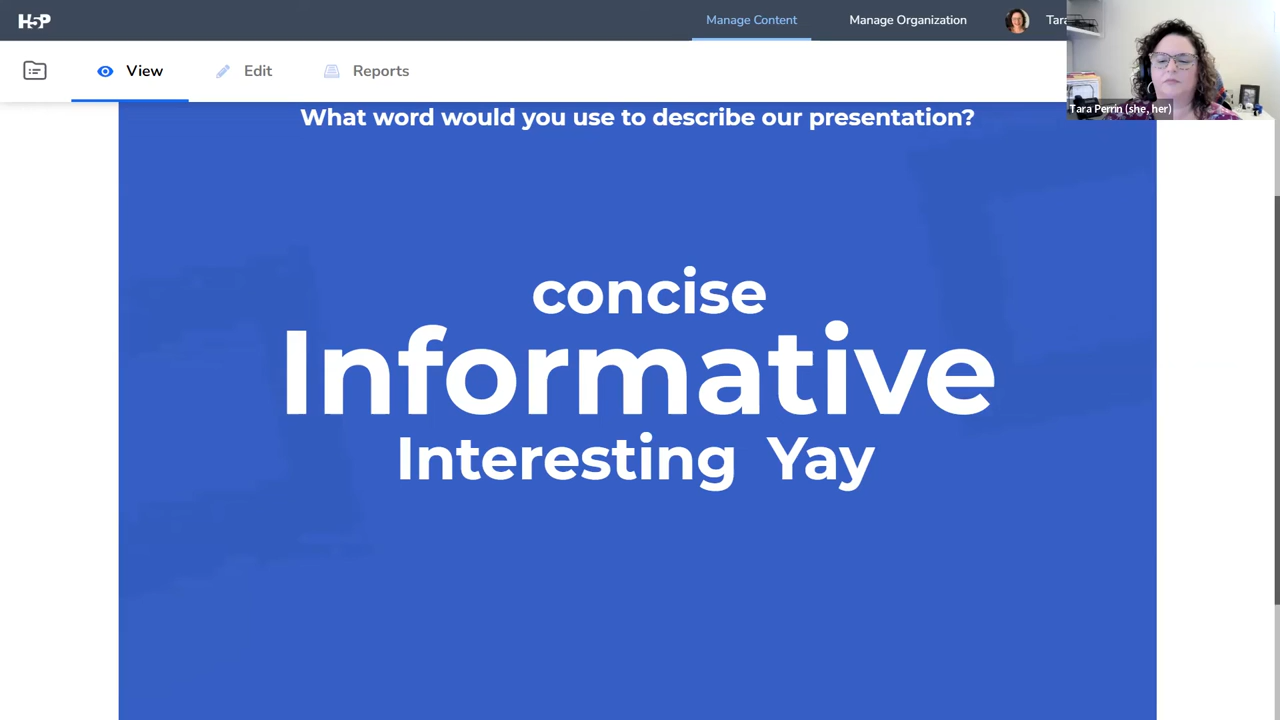 H5P
Manage Content
Manage Organization
Tara
Tara Perrin (she, her)
View
Edit
Reports
What word would you use to describe our presentation?
concise
Informative
Interesting Yay